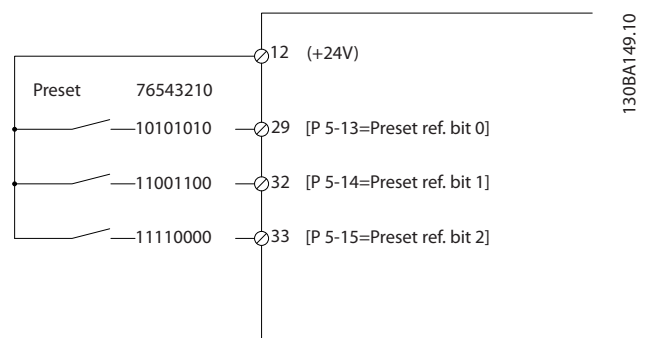 12 (+24V)
Preset 76543210
10101010 29 [P 5-13=Preset ref. bit 0]
11001100 32 [P 5-14=Preset ref. bit 1]
11110000 33 [P 5-15=Preset ref. bit 2]
130BA149.10